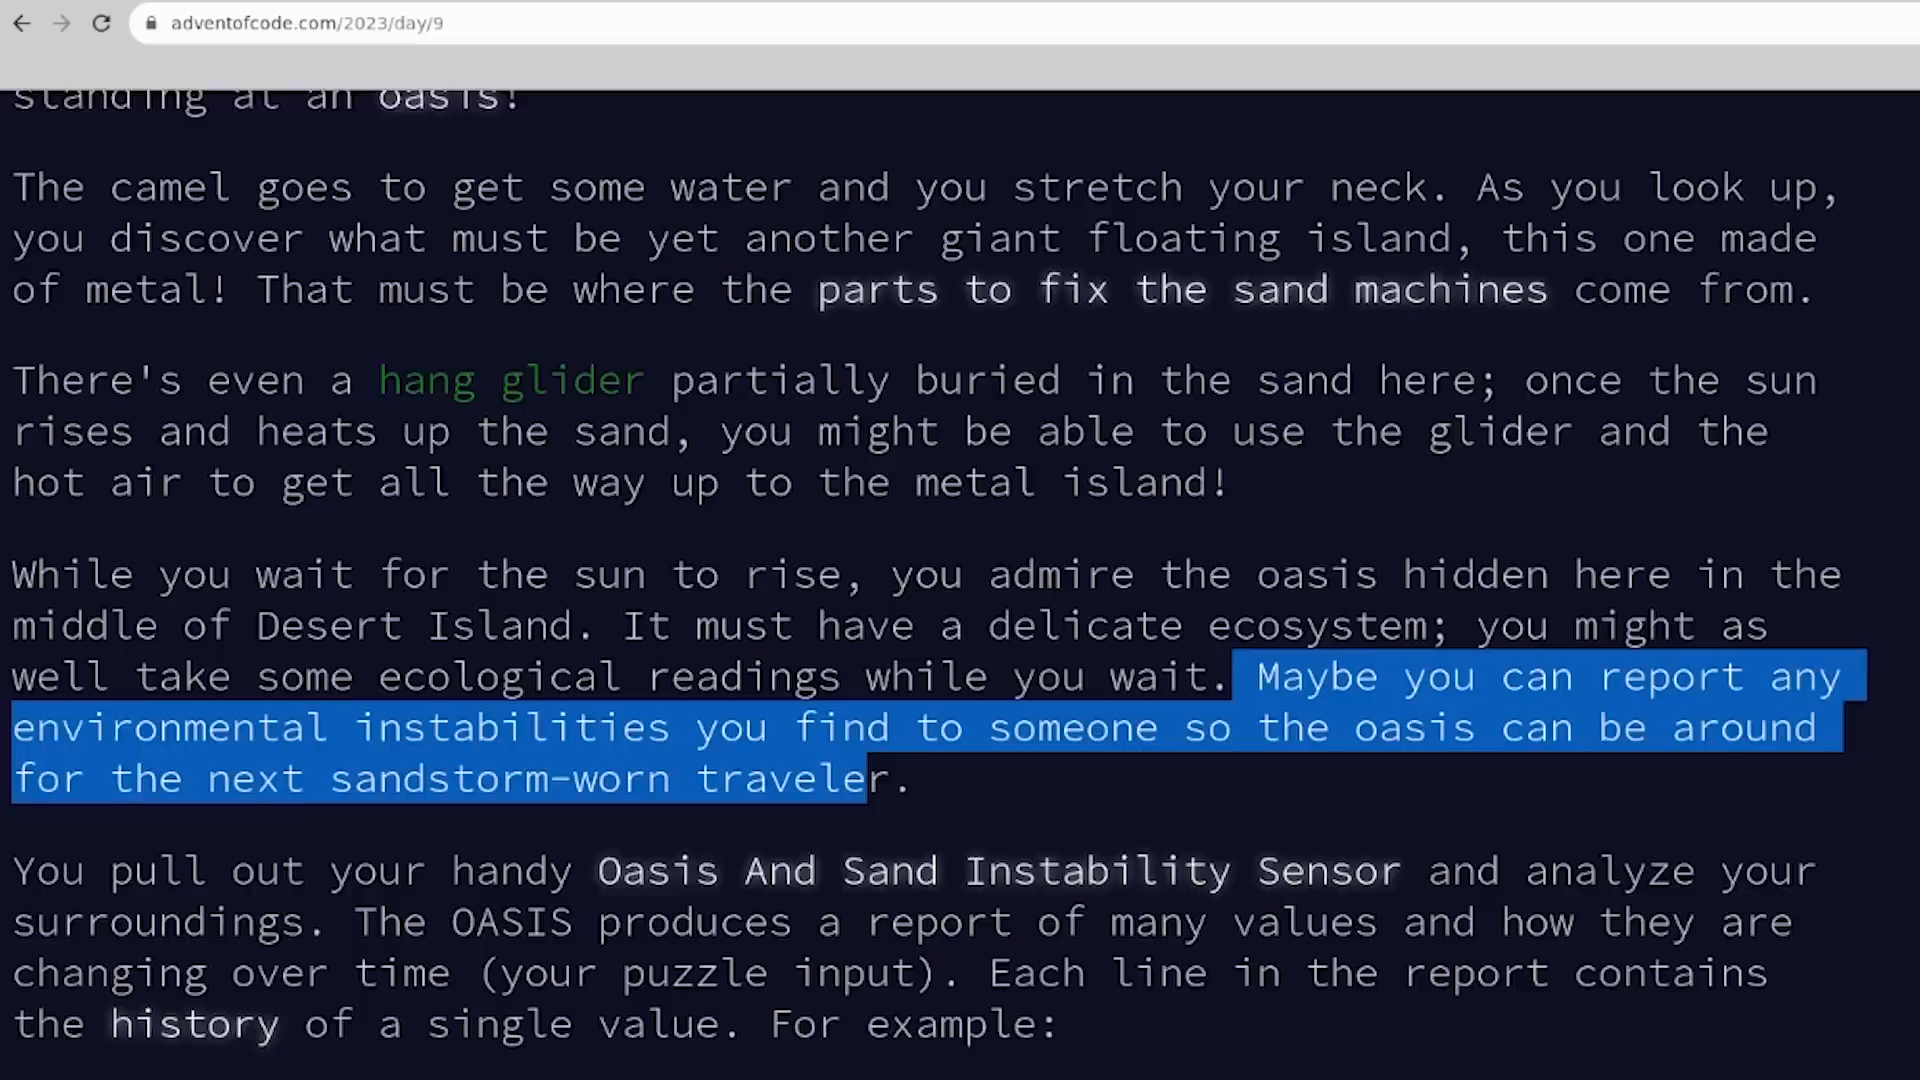 adventofcode.com/2023/day/9
standing at an oasis!
The camel goes to get some water and you stretch your neck. As you look up,
you discover what must be yet another giant floating island, this one made
of metal! That must be where the parts to fix the sand machines come from.
There's even a hang glider partially buried in the sand here; once the sun
rises and heats up the sand, you might be able to use the glider and the
hot air to get all the way up to the metal island!
While you wait for the sun to rise, you admire the oasis hidden here in the
middle of Desert Island. It must have a delicate ecosystem; you might as
well take some ecological readings while you wait. Maybe you can report any
environmental instabilities you find to someone so the oasis can be around
for the next sandstorm-worn traveler.
You pull out your handy Oasis And Sand Instability Sensor and analyze your
surroundings. The OASIS produces a report of many values and how they are
changing over time (your puzzle input). Each line in the report contains
the history of a single value. For example: